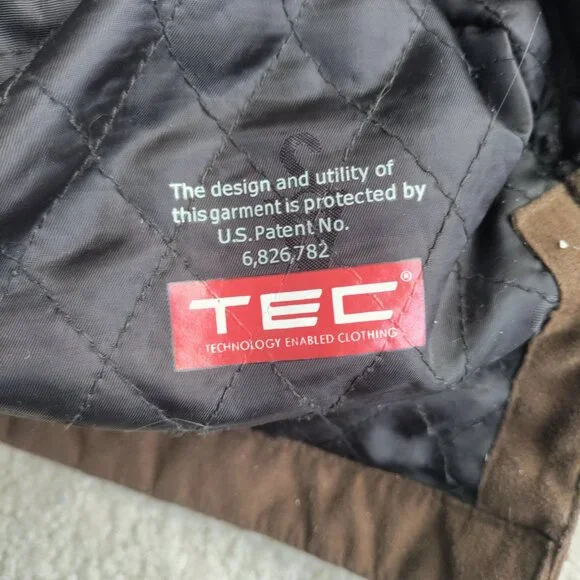 The design and utility of
this garment is protected by
U.S. Patent No.
6,826,782
TEC®
TECHNOLOGY ENABLED CLOTHING